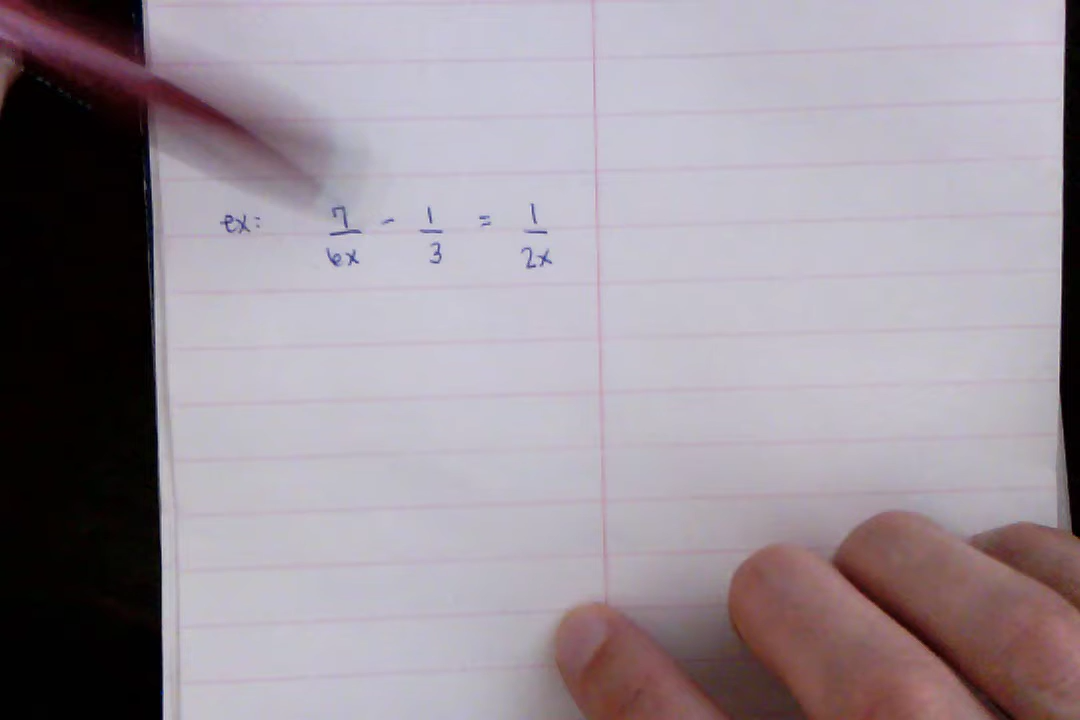 ex: 7/6x - 1/3 = 1/2x